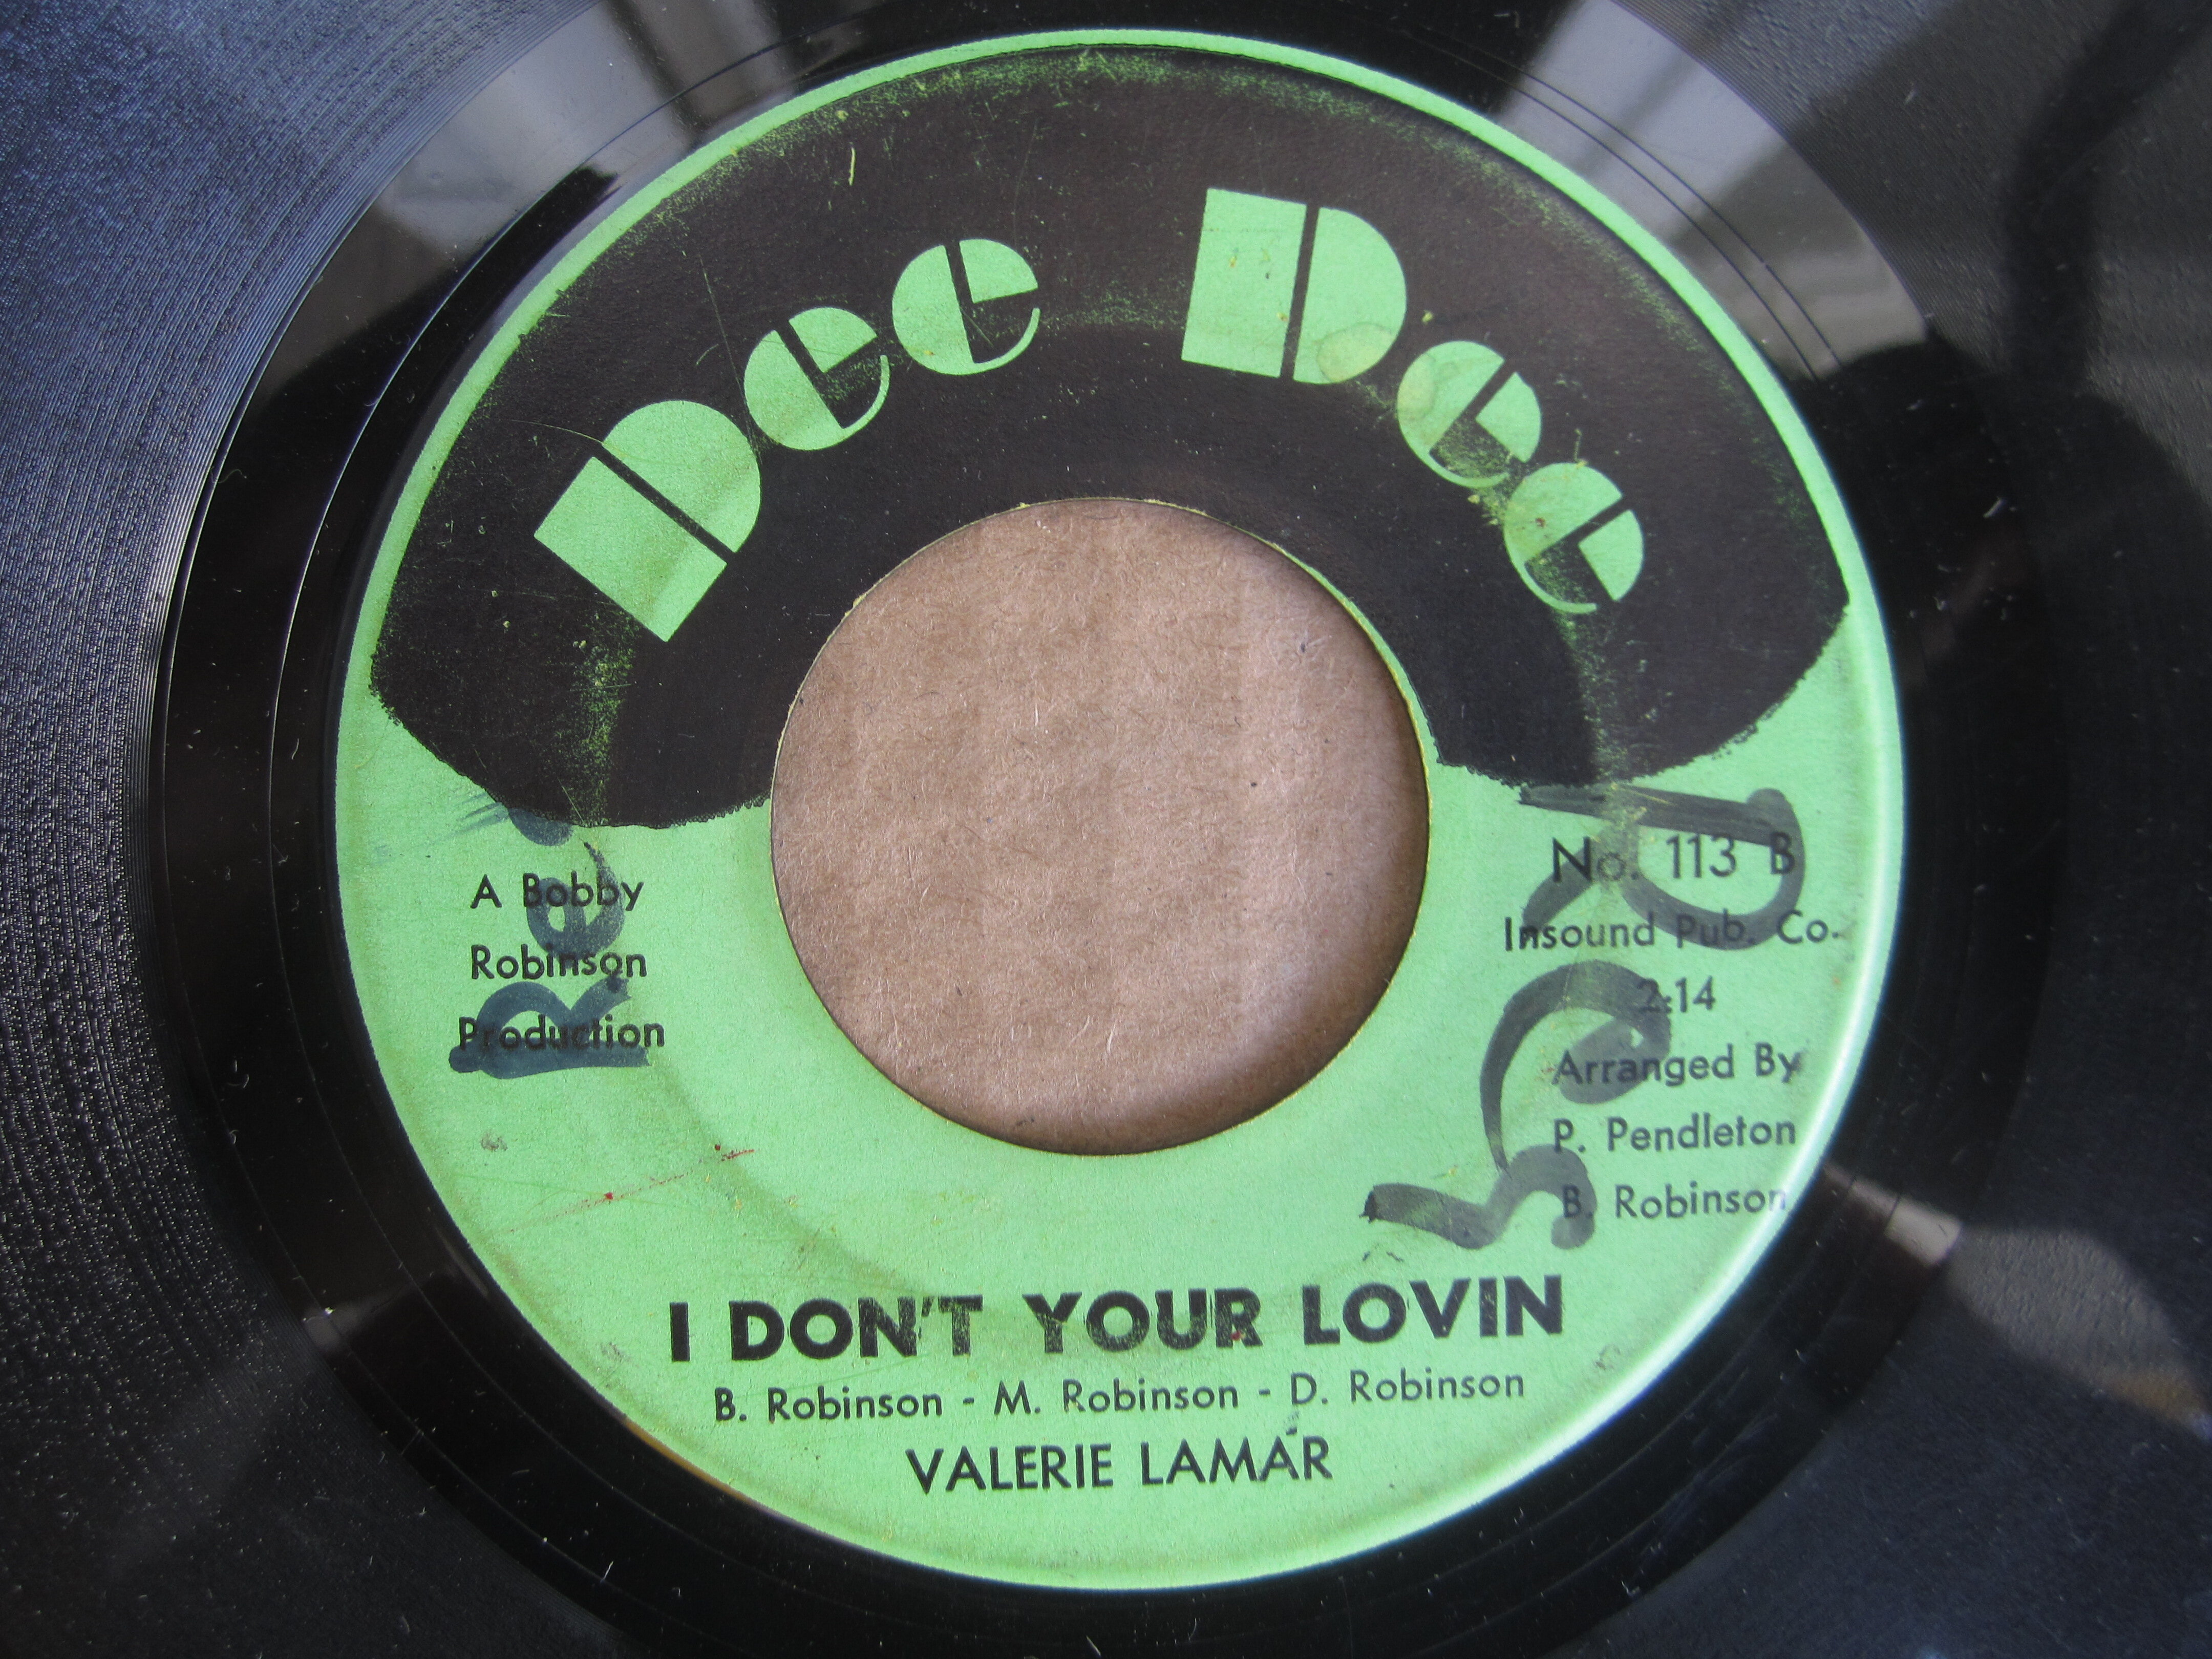 Dee Dee
A Bobby
Robinson
Production
No. 113 B
Insound Pub. Co.
2:14
Arranged By
P. Pendleton
B. Robinson
I DON'T YOUR LOVIN
B. Robinson - M. Robinson - D. Robinson
VALERIE LAMAR